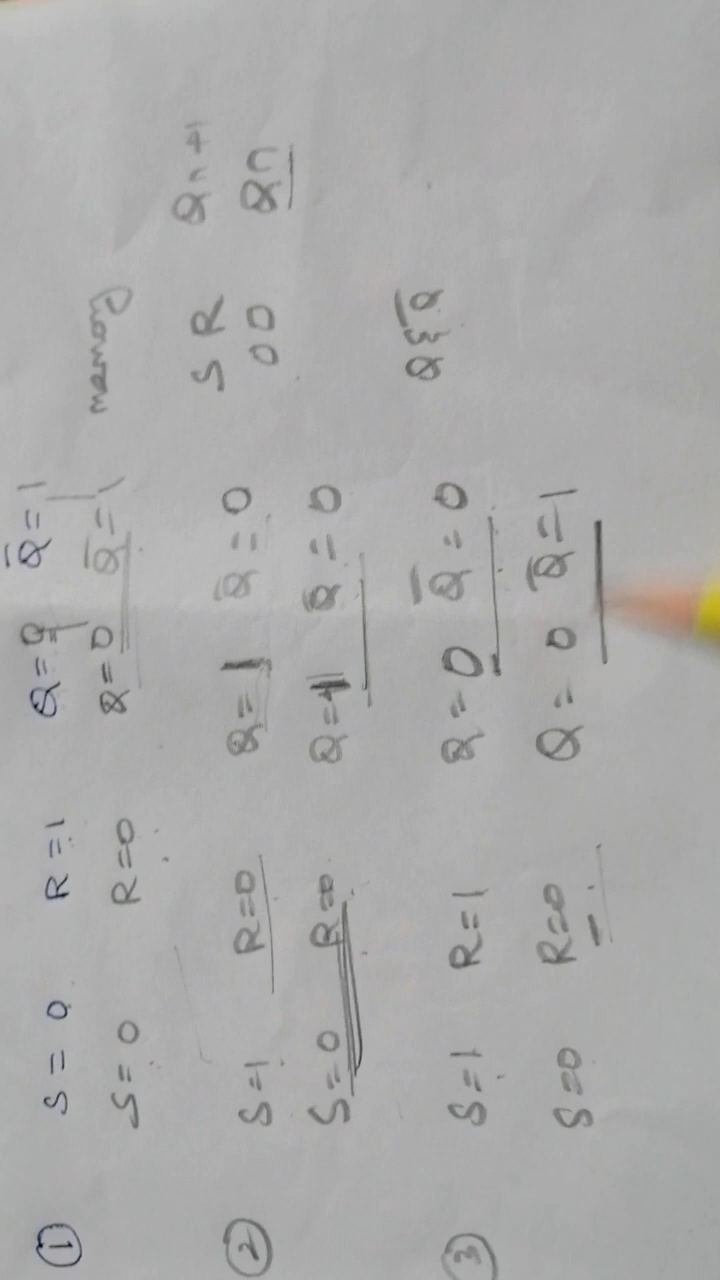 ① S = 0 R = 1 Q = 0 Q̅ = 1
S = 0 R = 0 Q = 0 Q̅ = 1 memory
S R Qn+1
0 0 Qn
② S = 1 R = 0 Q = 1 Q̅ = 0
S = 0 R = 0 Q = 1 Q̅ = 0
Q & Q̅
③ S = 1 R = 1 Q = 0 Q̅ = 0
S = 0 R = 0 Q = 0 Q̅ = 1